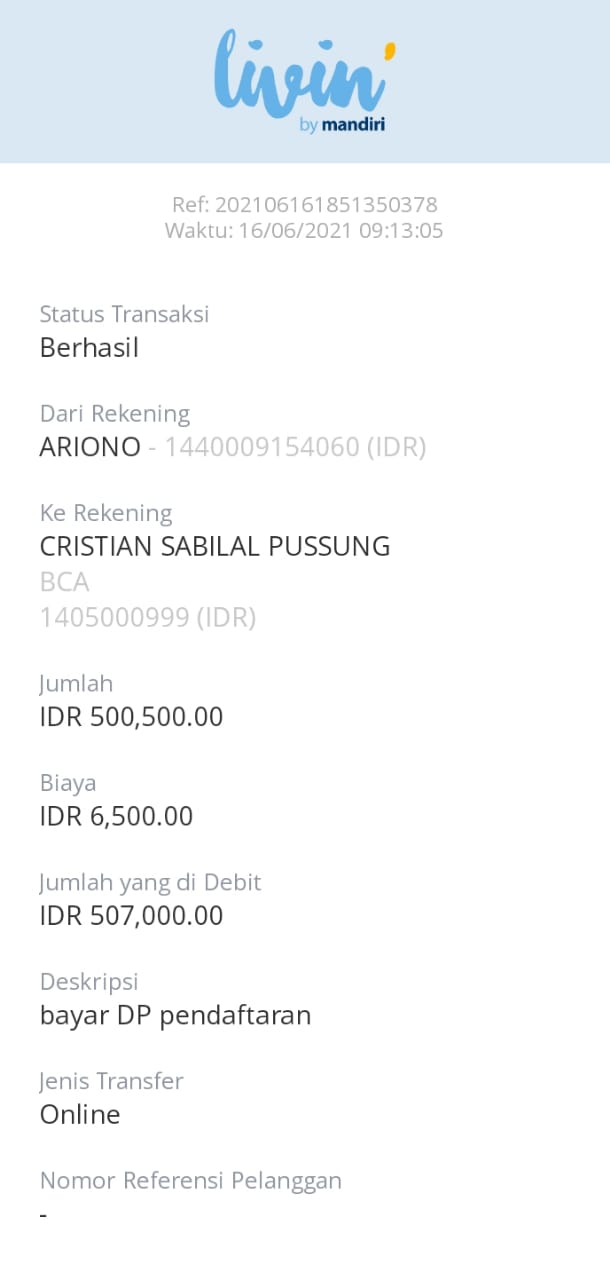 livin'
by mandiri
Ref: 202106161851350378
Waktu: 16/06/2021 09:13:05
Status Transaksi
Berhasil
Dari Rekening
ARIONO - 1440009154060 (IDR)
Ke Rekening
CRISTIAN SABILAL PUSSUNG
BCA
1405000999 (IDR)
Jumlah
IDR 500,500.00
Biaya
IDR 6,500.00
Jumlah yang di Debit
IDR 507,000.00
Deskripsi
bayar DP pendaftaran
Jenis Transfer
Online
Nomor Referensi Pelanggan
-